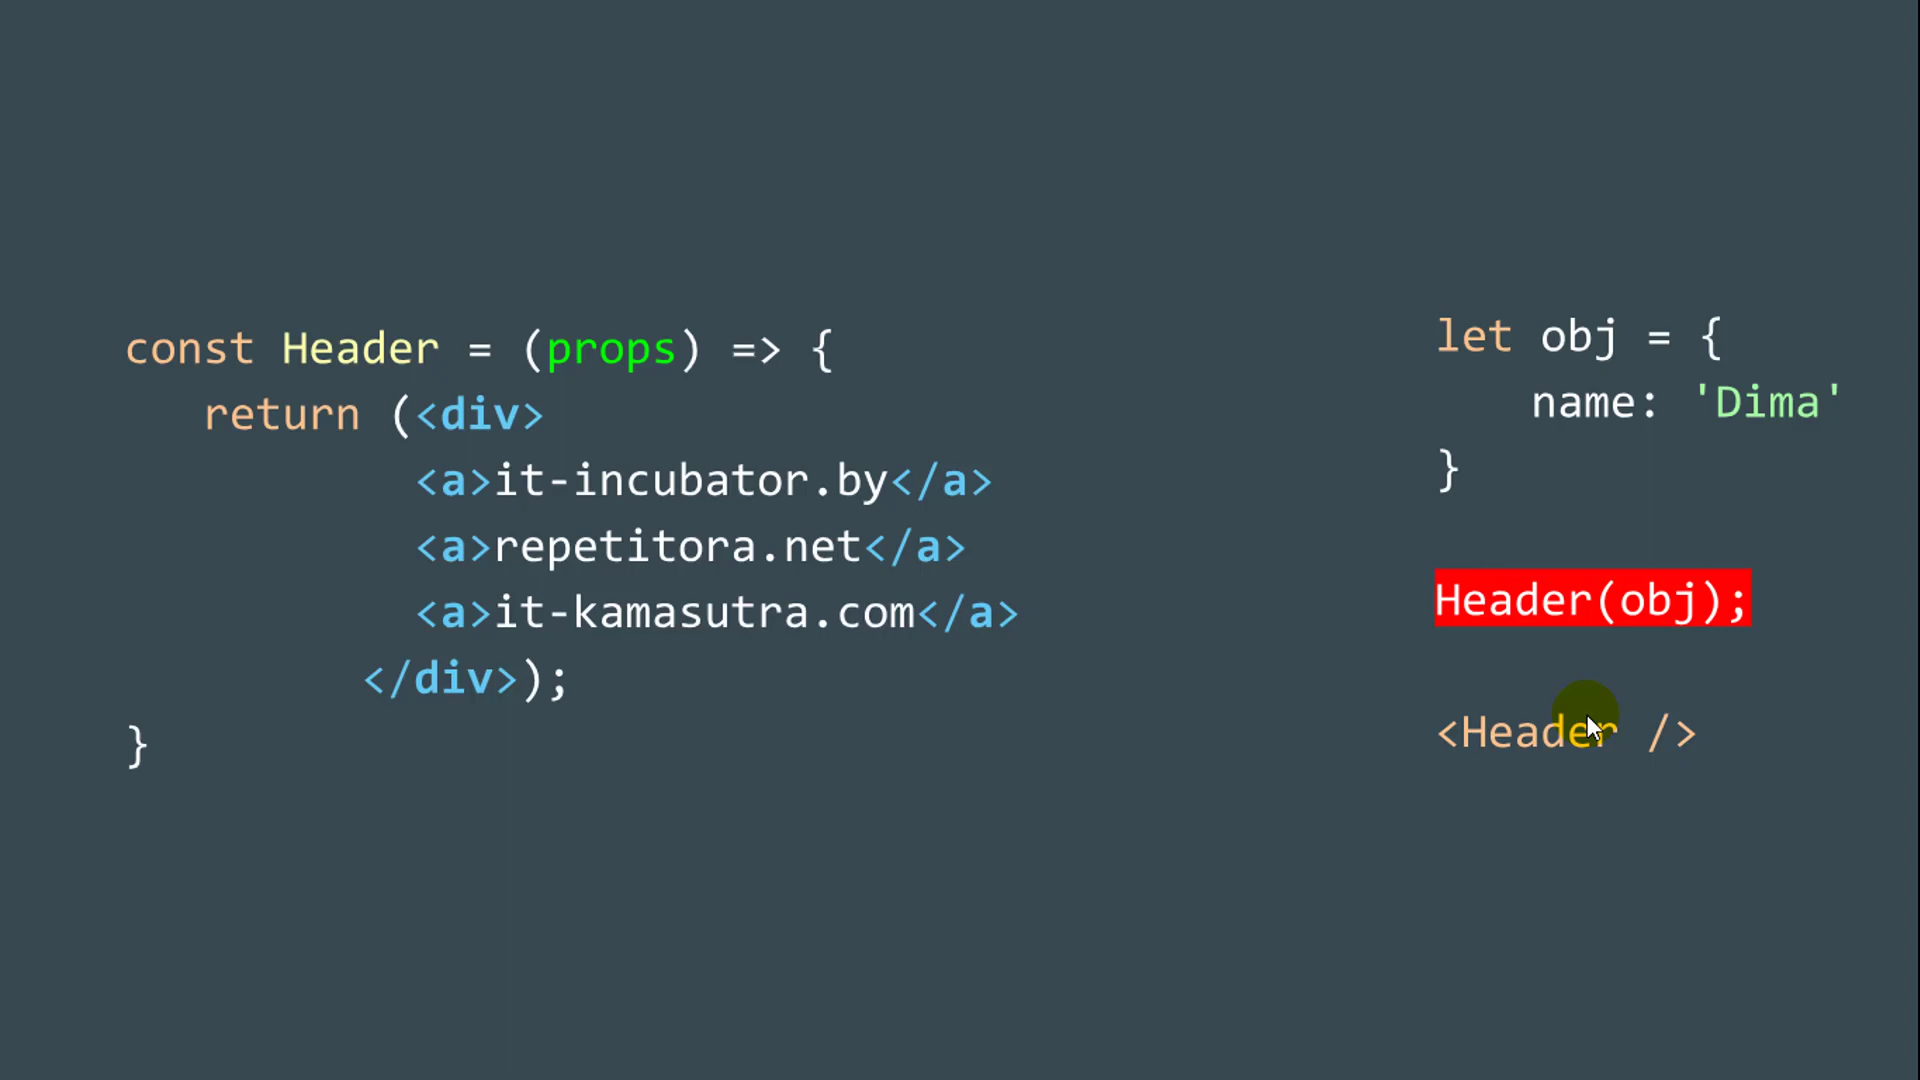 const Header = (props) => {
return (<div>
<a>it-incubator.by</a>
<a>repetitora.net</a>
<a>it-kamasutra.com</a>
</div>);
}
let obj = {
name: 'Dima'
}
Header(obj);
<Header />